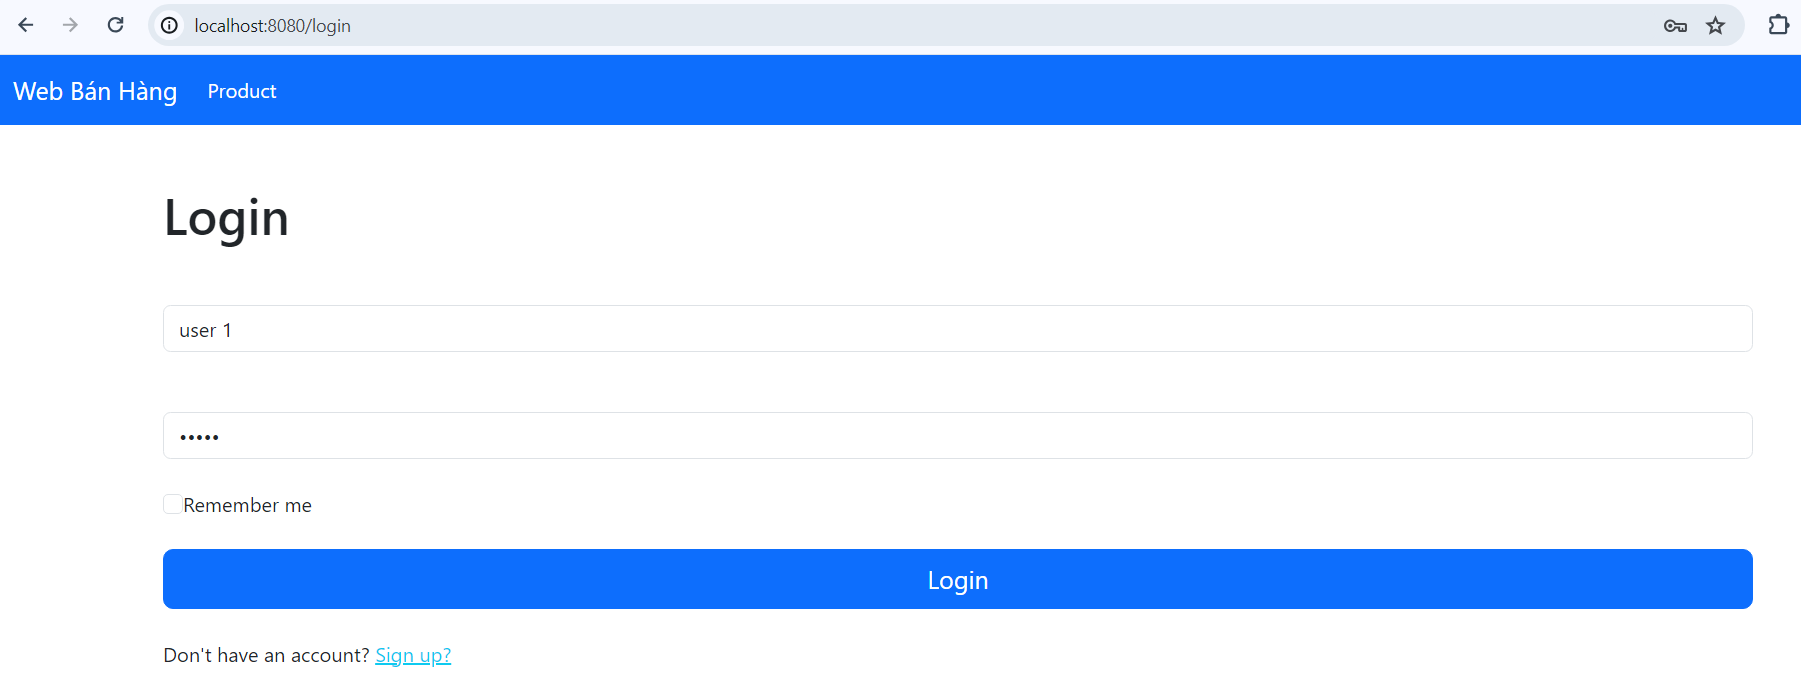 localhost:8080/login
Web Bán Hàng Product
Login
user 1
•••••
Remember me
Login
Don't have an account? Sign up?